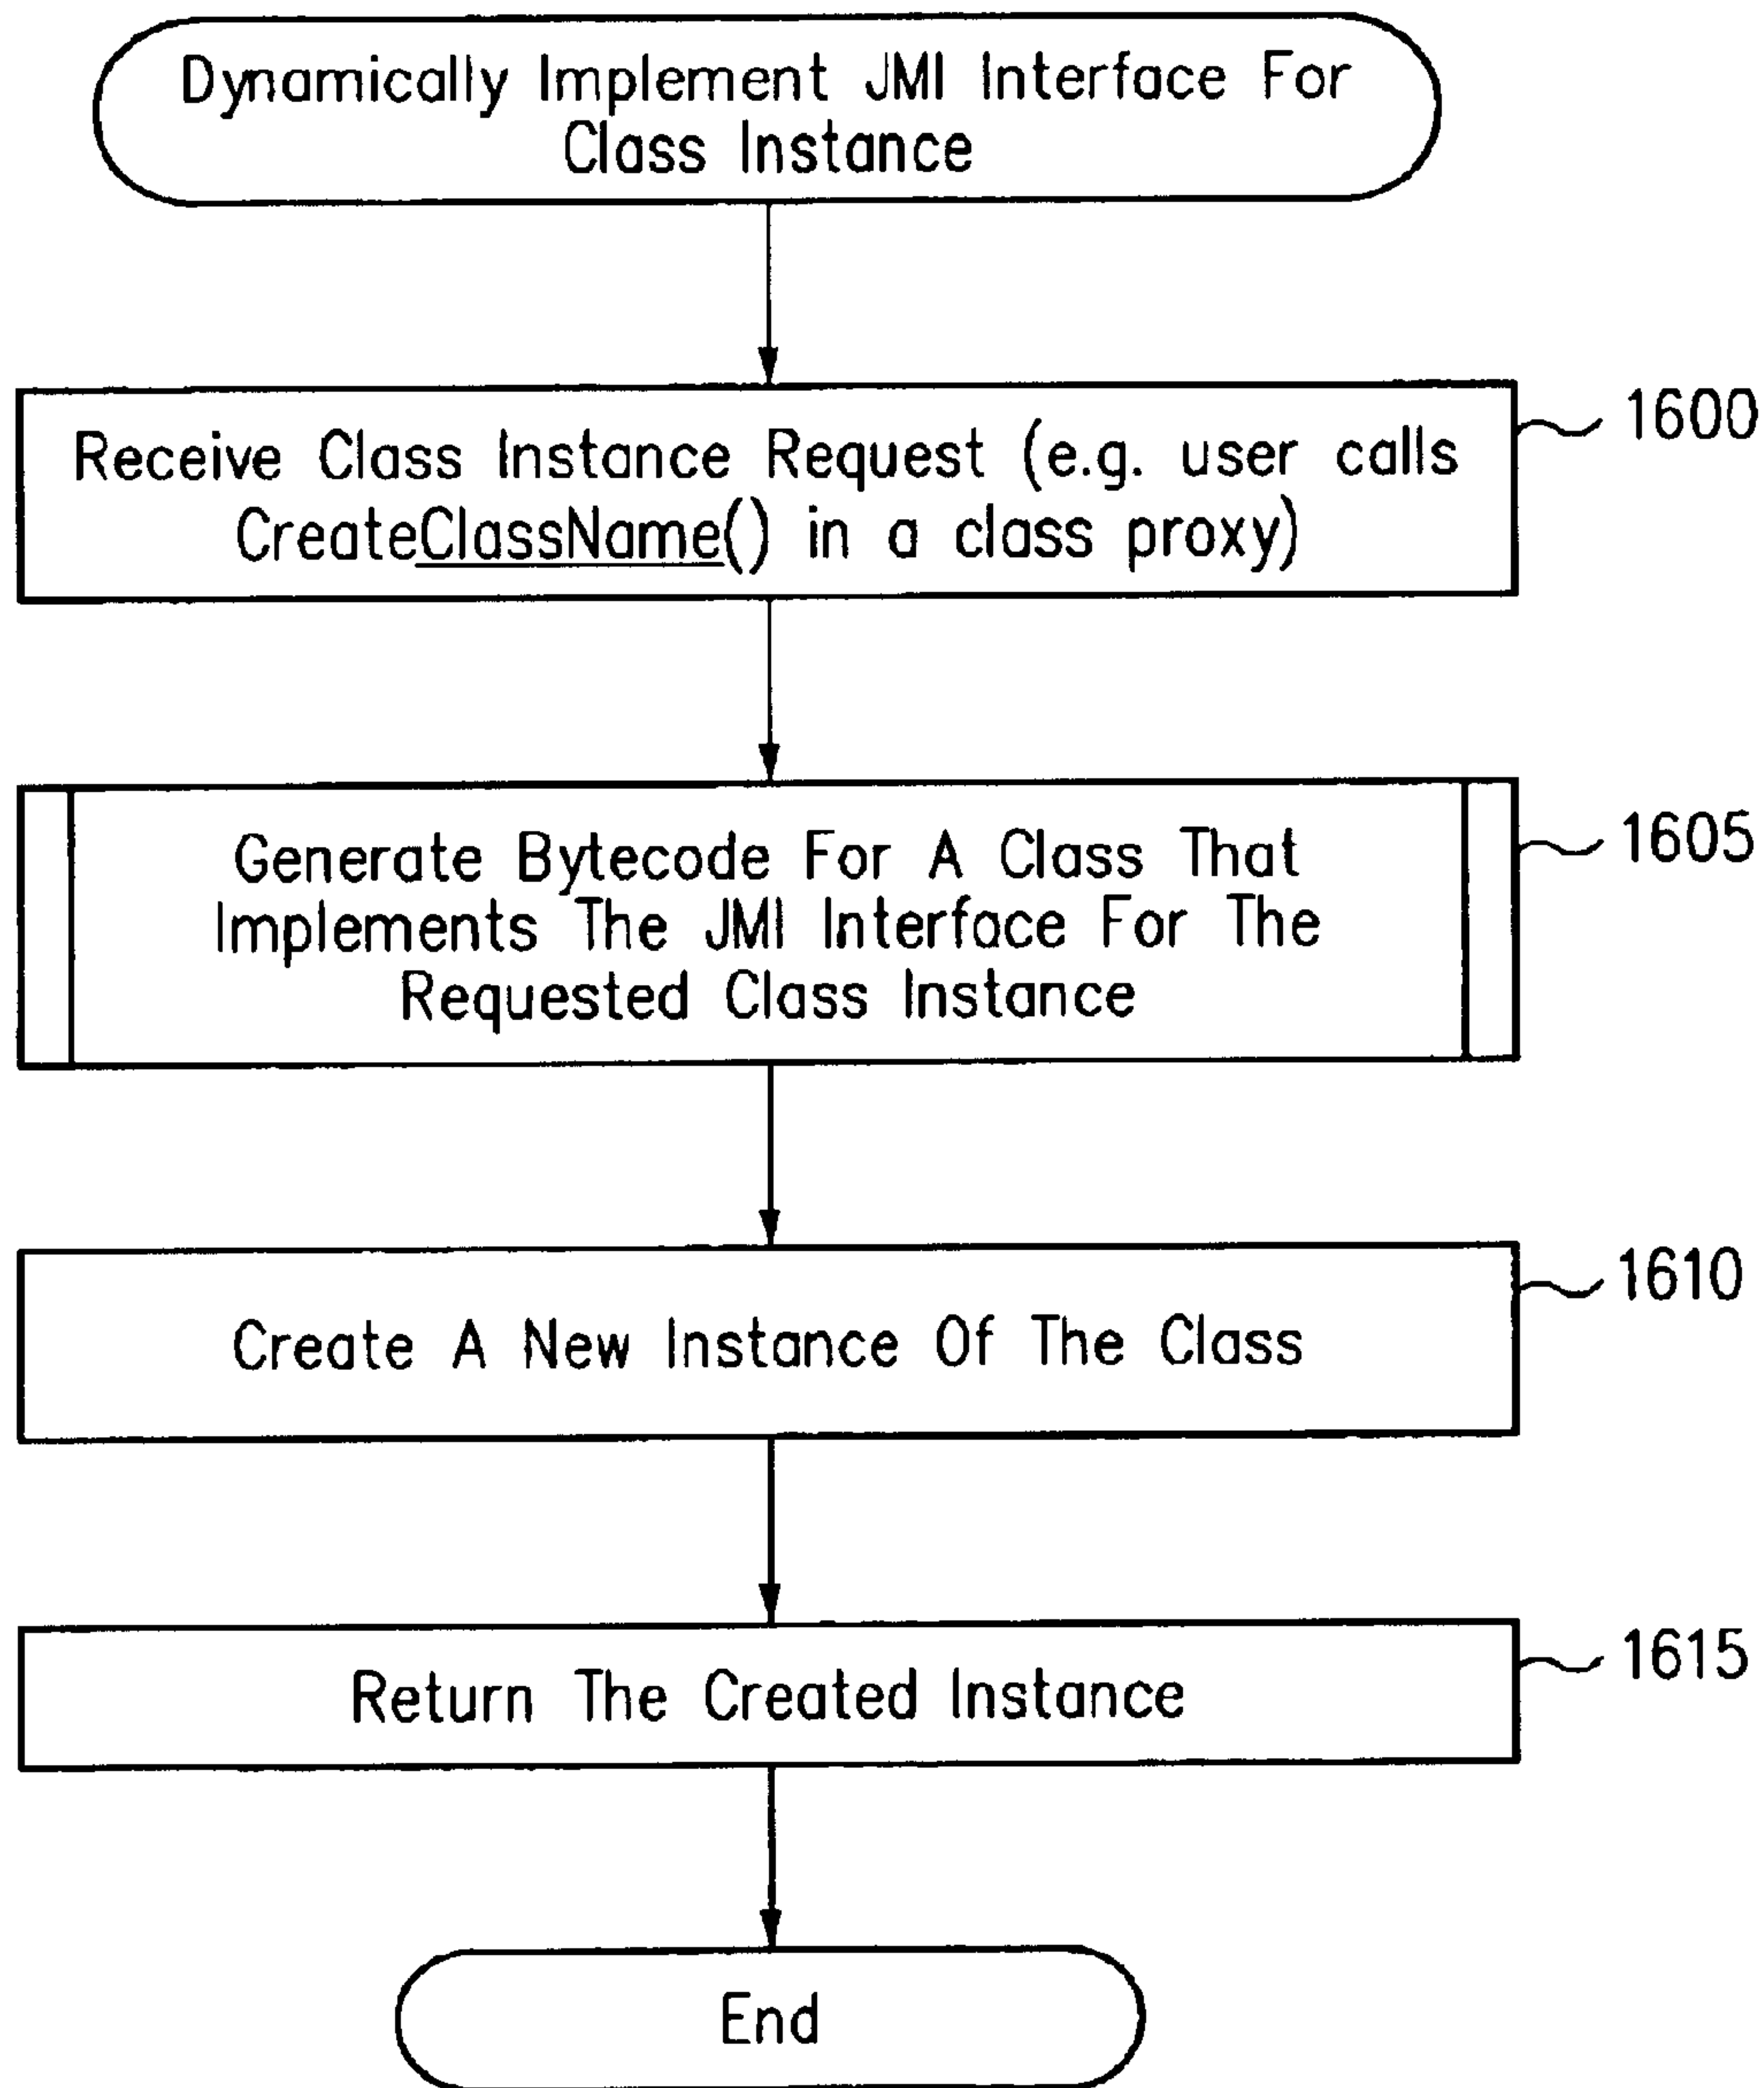 Dynamically Implement JMI Interface For
Class Instance
Receive Class Instance Request (e.g. user calls
CreateClassName() in a class proxy)
1600
Generate Bytecode For A Class That
Implements The JMI Interface For The
Requested Class Instance
1605
Create A New Instance Of The Class
1610
Return The Created Instance
1615
End